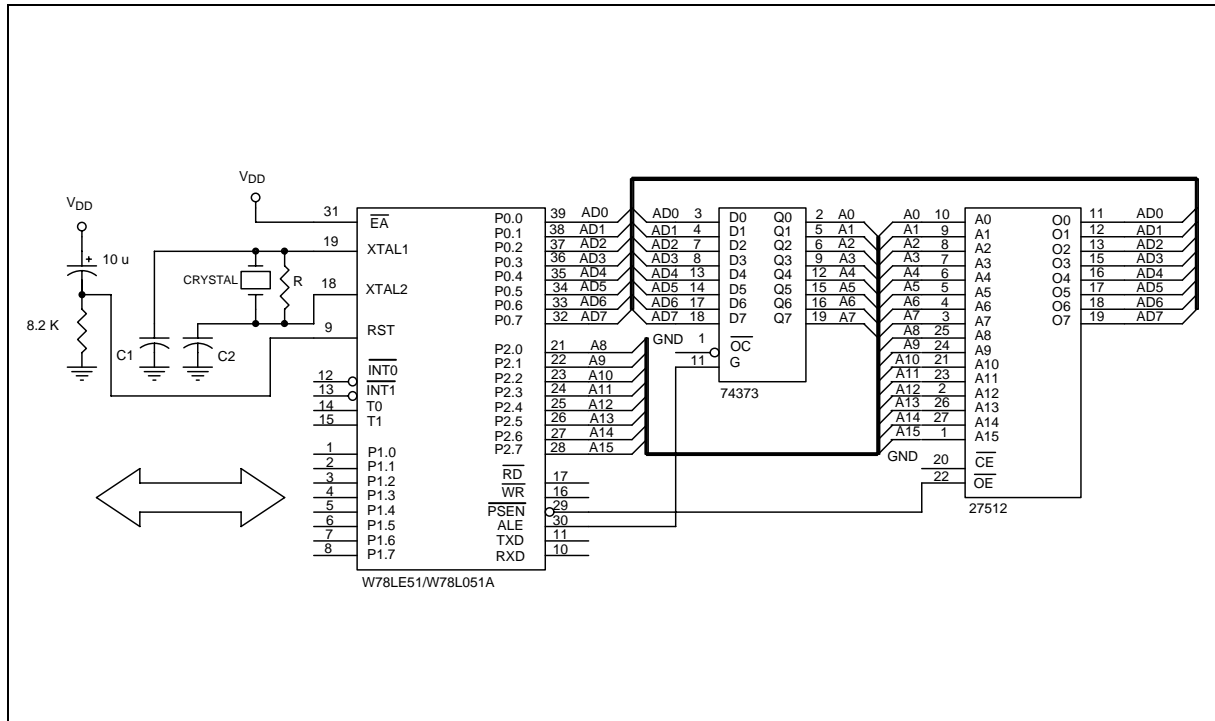 VDD
10 u
8.2 K
VDD
CRYSTAL
R
C1
C2
31 EA
19 XTAL1
18 XTAL2
9 RST
12 INT0
13 INT1
14 T0
15 T1
1 P1.0
2 P1.1
3 P1.2
4 P1.3
5 P1.4
6 P1.5
7 P1.6
8 P1.7
P0.0 39 AD0
P0.1 38 AD1
P0.2 37 AD2
P0.3 36 AD3
P0.4 35 AD4
P0.5 34 AD5
P0.6 33 AD6
P0.7 32 AD7
P2.0 21 A8
P2.1 22 A9
P2.2 23 A10
P2.3 24 A11
P2.4 25 A12
P2.5 26 A13
P2.6 27 A14
P2.7 28 A15
RD 17
WR 16
PSEN 29
ALE 30
TXD 11
RXD 10
W78LE51/W78L051A
AD0 3 D0 Q0 2 A0
AD1 4 D1 Q1 5 A1
AD2 7 D2 Q2 6 A2
AD3 8 D3 Q3 9 A3
AD4 13 D4 Q4 12 A4
AD5 14 D5 Q5 15 A5
AD6 17 D6 Q6 16 A6
AD7 18 D7 Q7 19 A7
GND 1 OC
11 G
74373
A0 10 A0 O0 11 AD0
A1 9 A1 O1 12 AD1
A2 8 A2 O2 13 AD2
A3 7 A3 O3 15 AD3
A4 6 A4 O4 16 AD4
A5 5 A5 O5 17 AD5
A6 4 A6 O6 18 AD6
A7 3 A7 O7 19 AD7
A8 25 A8
A9 24 A9
A10 21 A10
A11 23 A11
A12 2 A12
A13 26 A13
A14 27 A14
A15 1 A15
GND 20 CE
22 OE
27512